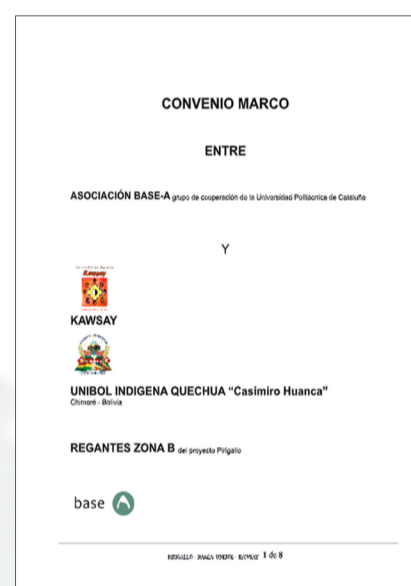 CONVENIO MARCO
ENTRE
ASOCIACIÓN BASE-A grupo de cooperación de la Universidad Politécnica de Cataluña
Y
Kawsay
KAWSAY
UNIBOL INDIGENA QUECHUA “Casimiro Huanca”
Chimoré - Bolivia
REGANTES ZONA B del proyecto Pirigallo
base
1 de 8